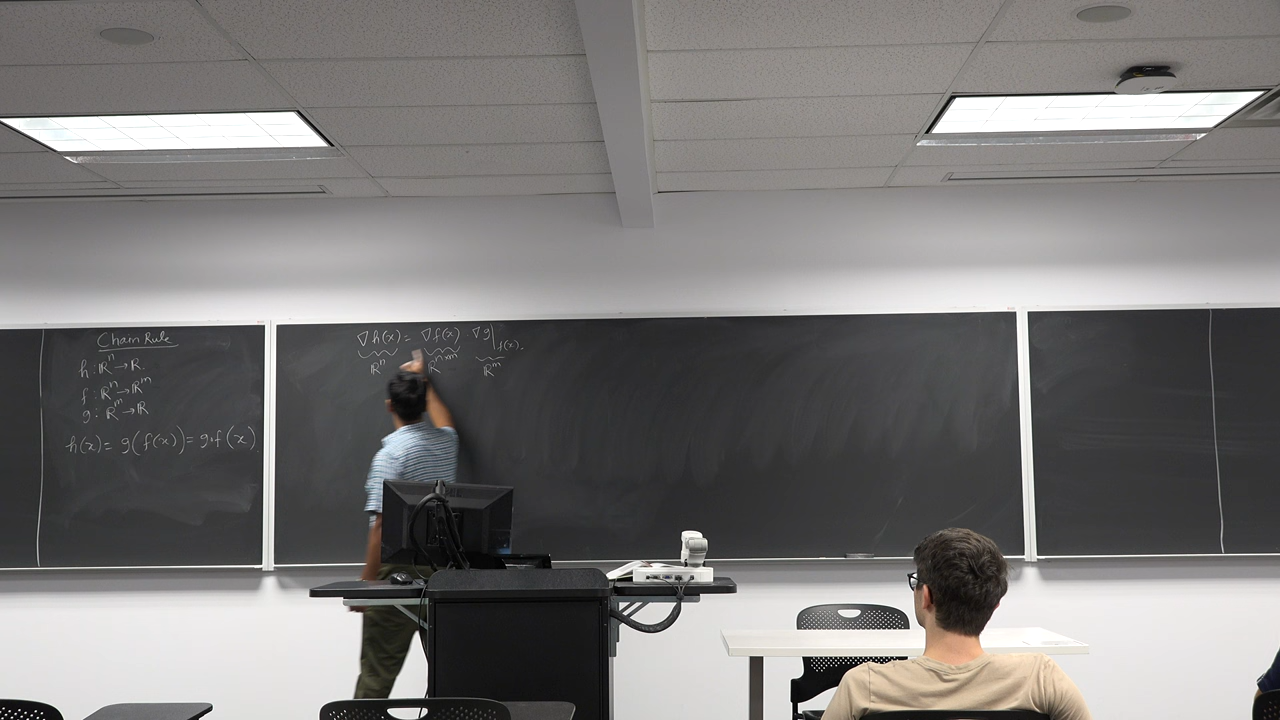 Chain Rule
h : ℝⁿ → ℝ.
f : ℝⁿ → ℝᵐ
g : ℝᵐ → ℝ
h(x) = g(f(x)) = g∘f(x).
∇h(x) = ∇f(x) · ∇g|f(x).
ℝⁿ ℝⁿˣᵐ ℝᵐ